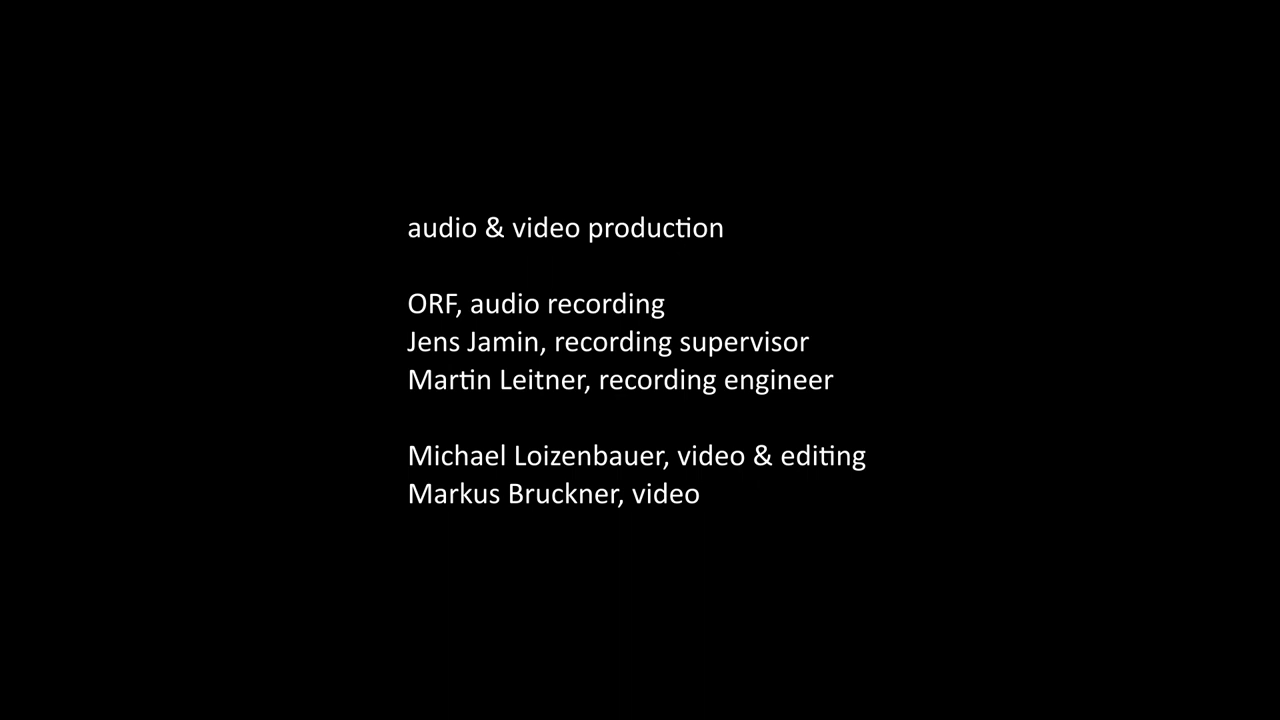 audio & video production
ORF, audio recording
Jens Jamin, recording supervisor
Martin Leitner, recording engineer
Michael Loizenbauer, video & editing
Markus Bruckner, video